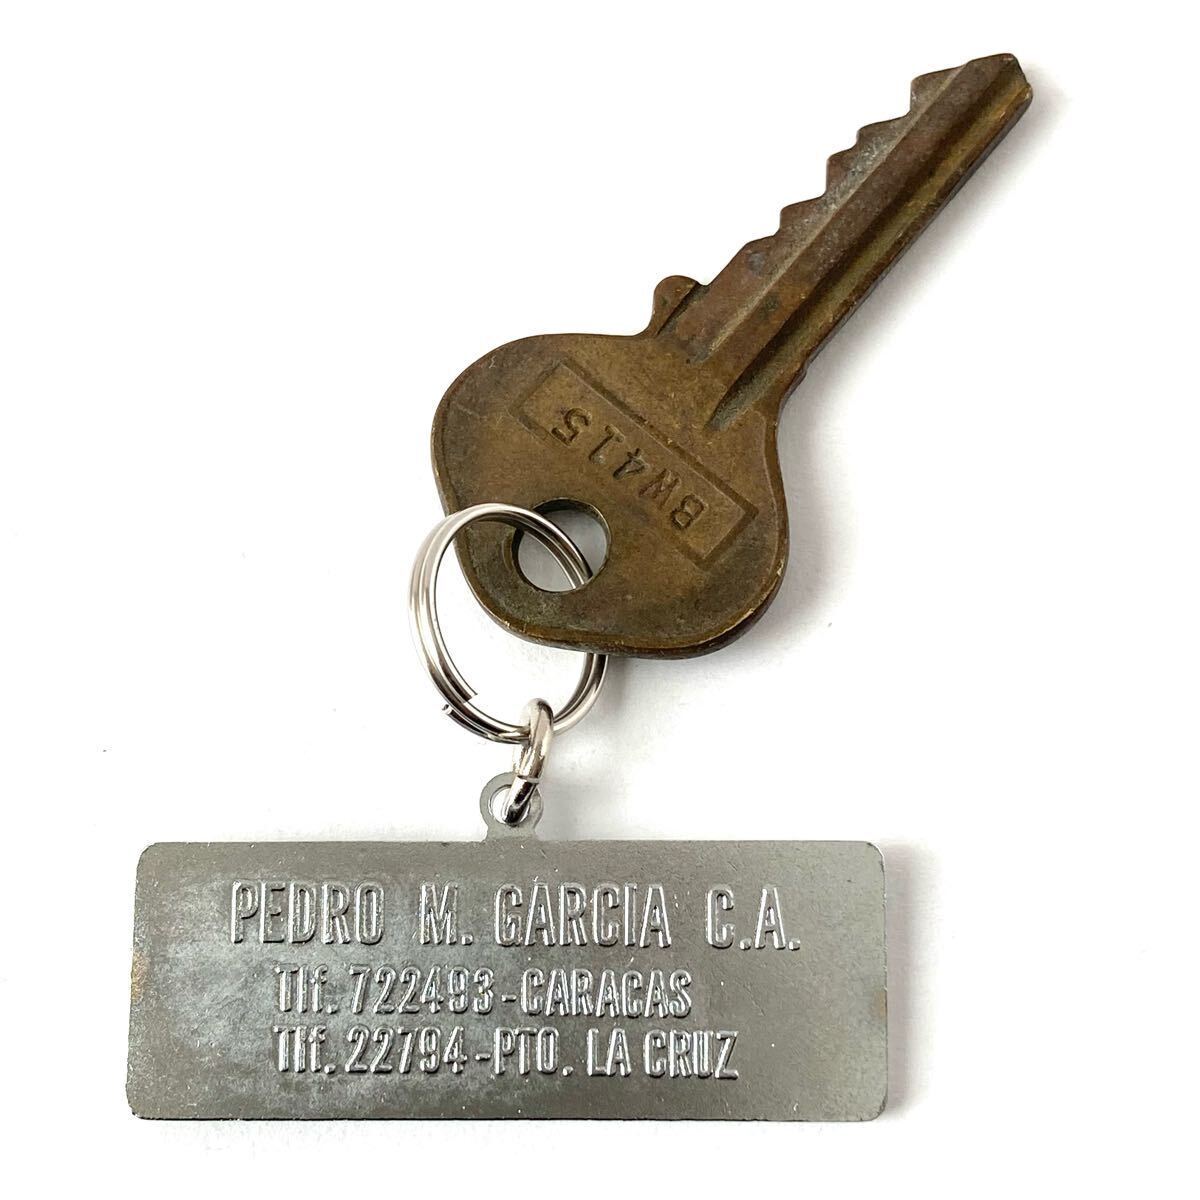 BW415
PEDRO M. GARCIA C.A.
Tlf. 722493-CARACAS
Tlf. 22794-PTO. LA CRUZ